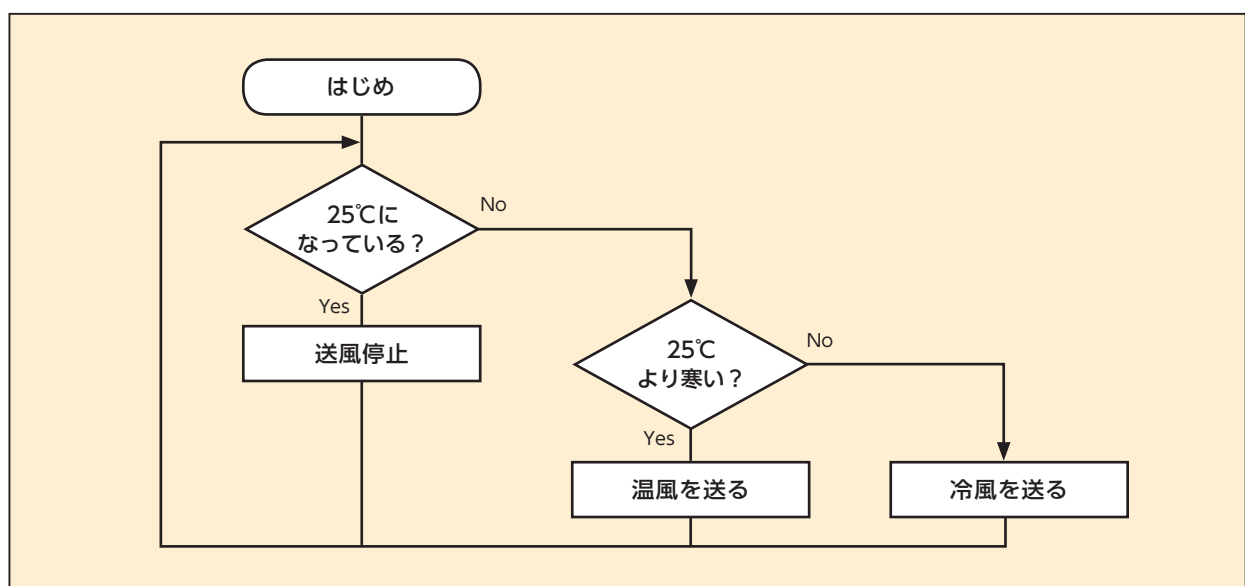 はじめ
25℃に
なっている？
No
Yes
送風停止
25℃
より寒い？
No
Yes
温風を送る
冷風を送る